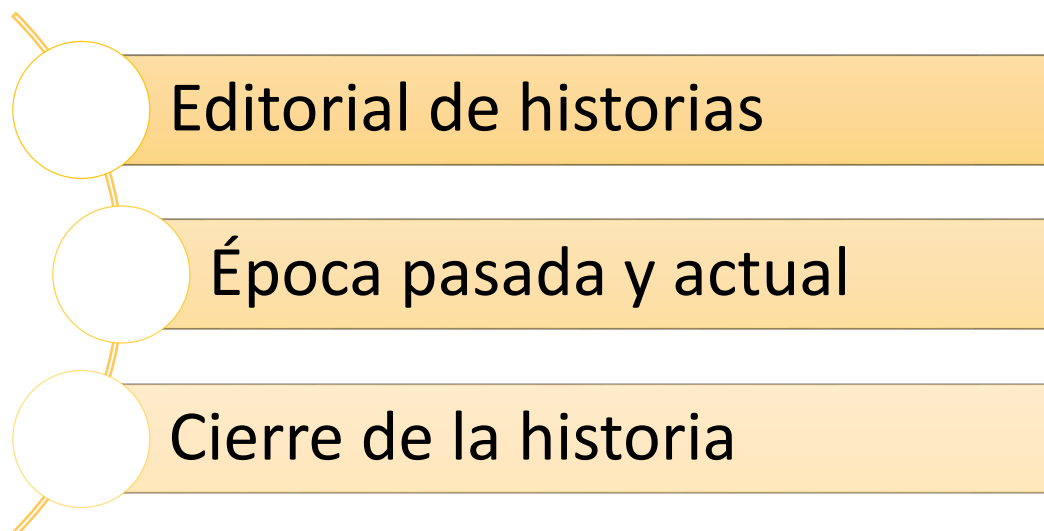 Editorial de historias
Época pasada y actual
Cierre de la historia